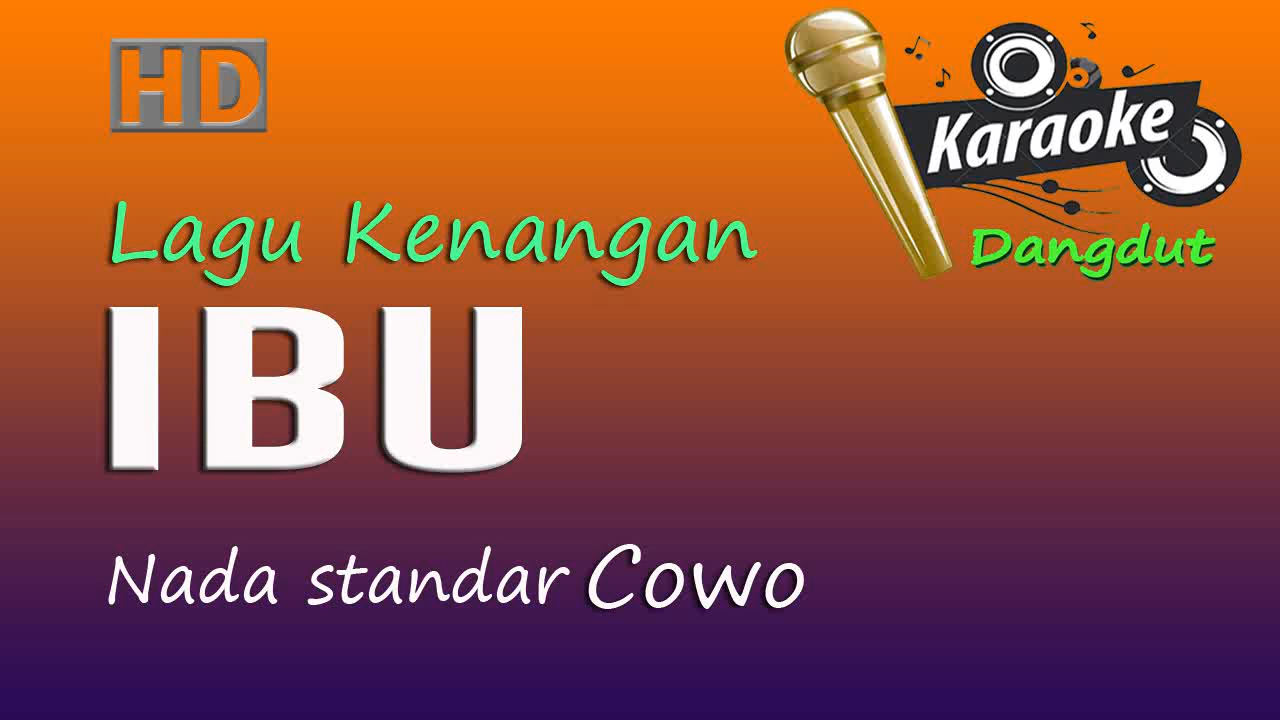 HD
Karaoke
Dangdut
Lagu Kenangan
IBU
Nada standar Cowo